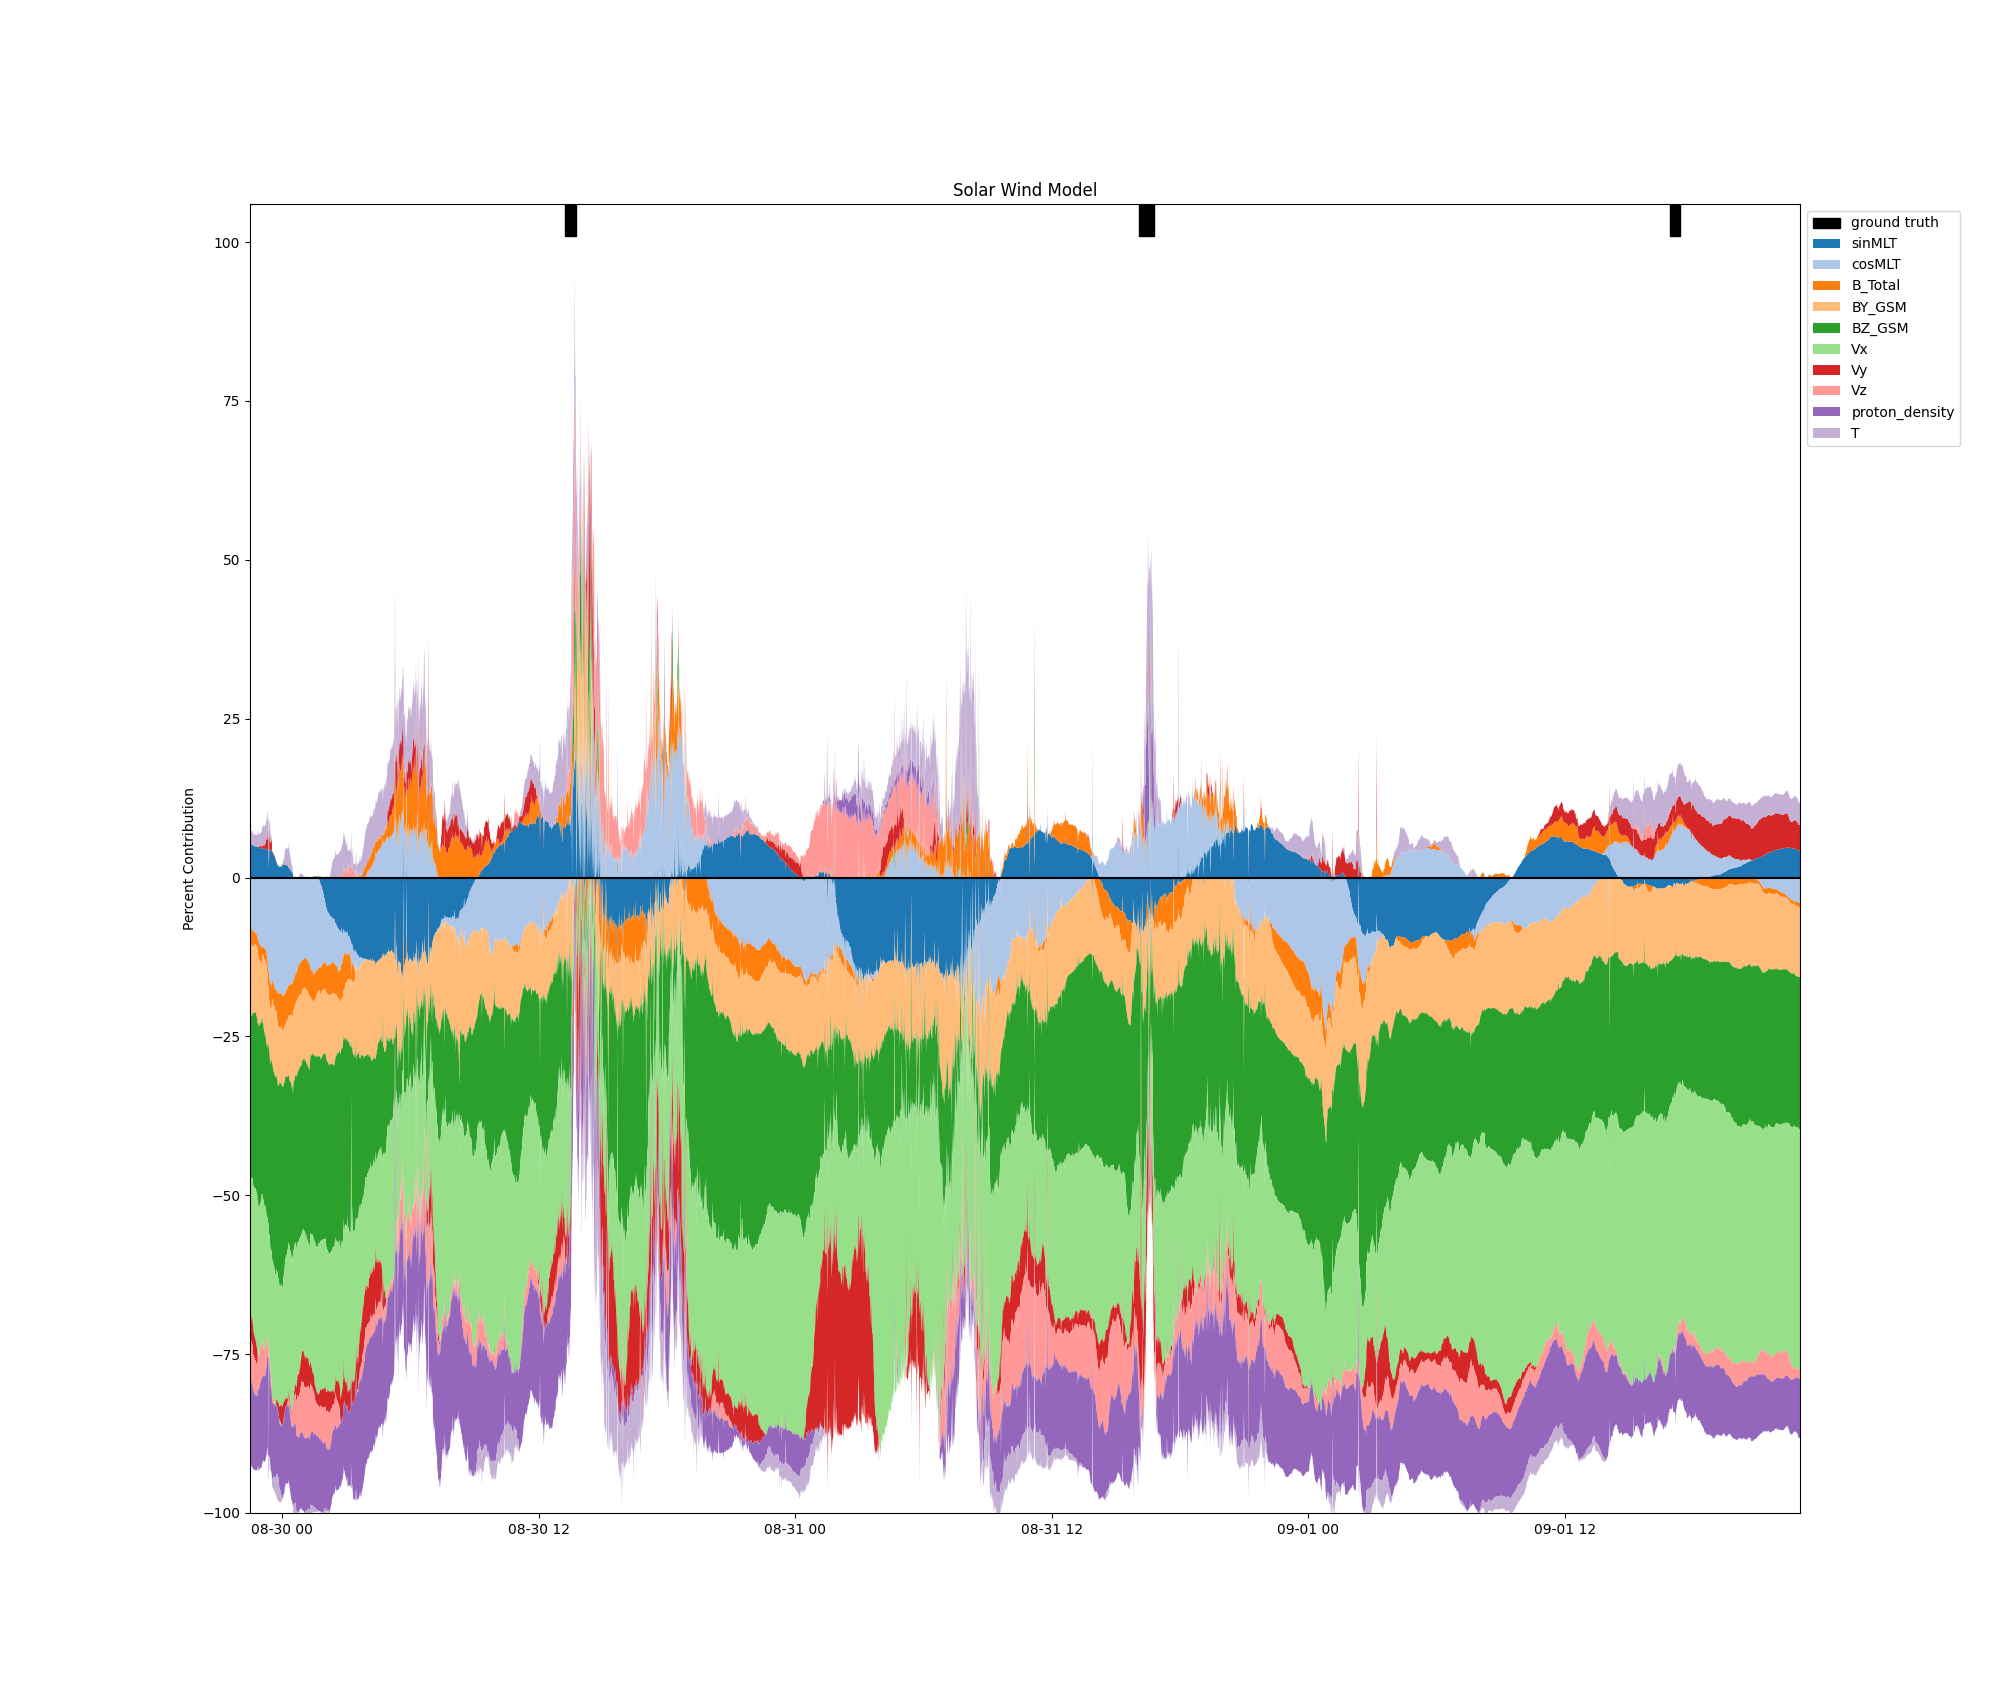 Solar Wind Model
100
75
50
25
0
−25
−50
−75
−100
Percent Contribution
08-30 00
08-30 12
08-31 00
08-31 12
09-01 00
09-01 12
ground truth
sinMLT
cosMLT
B_Total
BY_GSM
BZ_GSM
Vx
Vy
Vz
proton_density
T